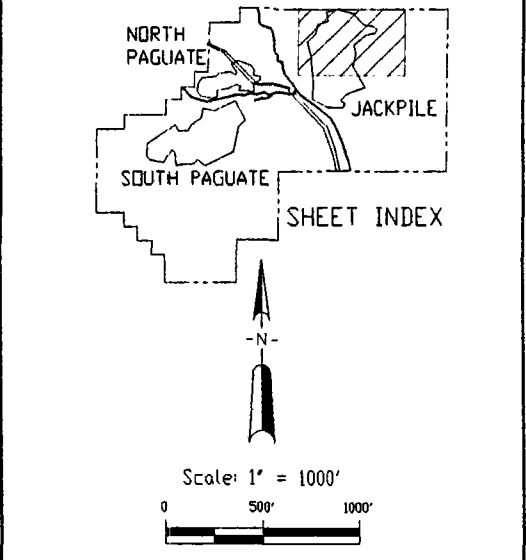 NORTH
PAGUATE
JACKPILE
SOUTH PAGUATE
SHEET INDEX
-N-
Scale: 1" = 1000'
0 500' 1000'